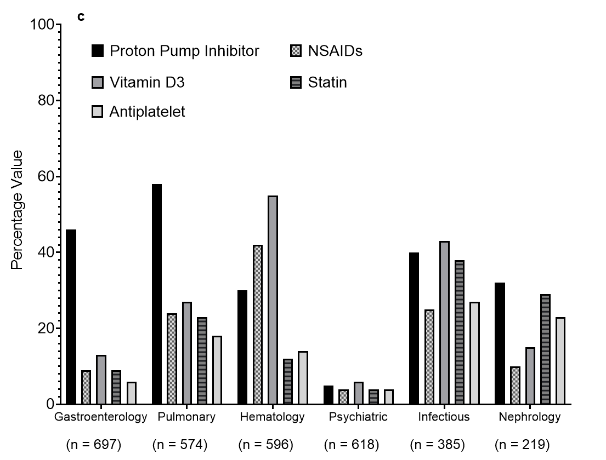 c
100
80
60
40
20
0
Percentage Value
Proton Pump Inhibitor
NSAIDs
Vitamin D3
Statin
Antiplatelet
Gastroenterology Pulmonary Hematology Psychiatric Infectious Nephrology
(n = 697) (n = 574) (n = 596) (n = 618) (n = 385) (n = 219)